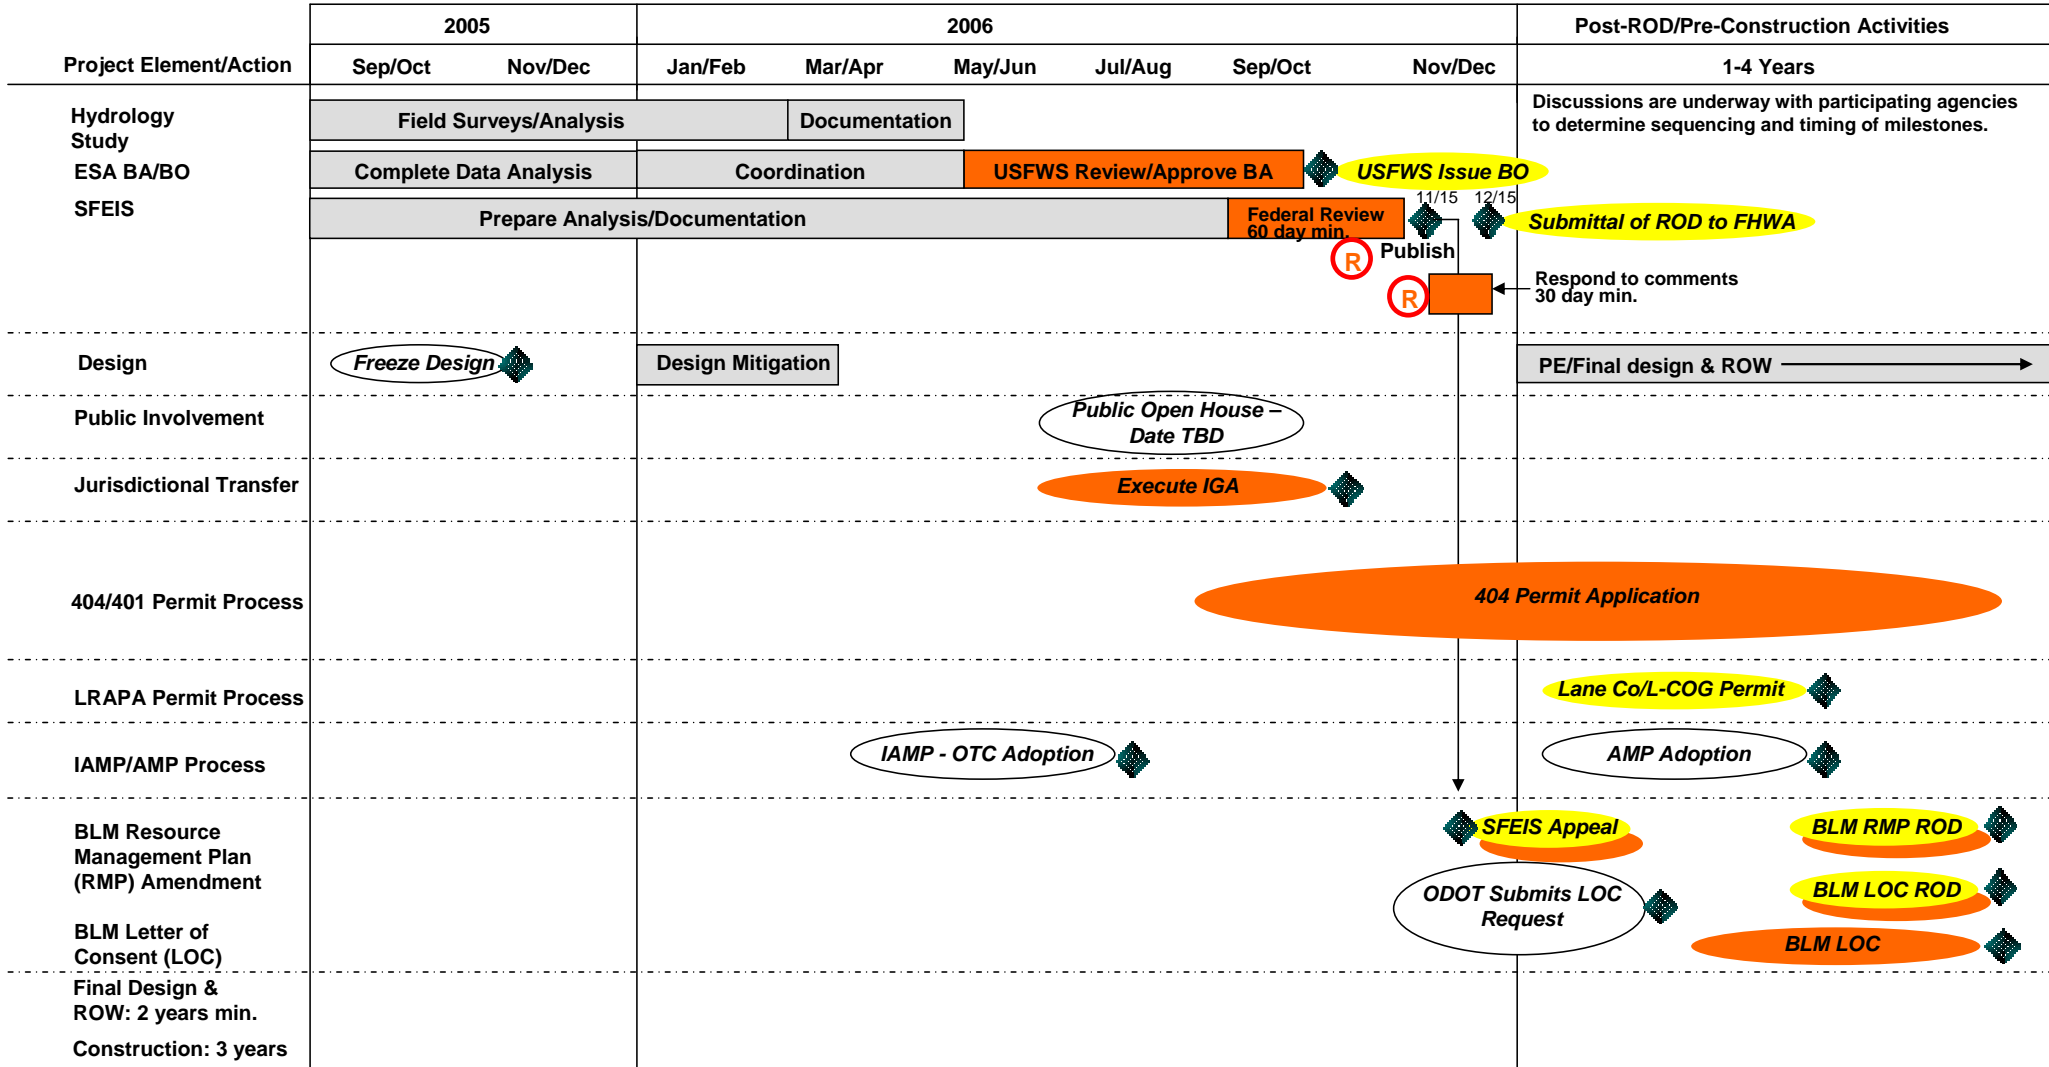 2005
2006
Post-ROD/Pre-Construction Activities
Project Element/Action
Sep/Oct
Nov/Dec
Jan/Feb
Mar/Apr
May/Jun
Jul/Aug
Sep/Oct
Nov/Dec
1-4 Years
Hydrology
Study
Field Surveys/Analysis
Documentation
Discussions are underway with participating agencies
to determine sequencing and timing of milestones.
ESA BA/BO
Complete Data Analysis
Coordination
USFWS Review/Approve BA
USFWS Issue BO
SFEIS
Prepare Analysis/Documentation
Federal Review
60 day min.
11/15
12/15
Submittal of ROD to FHWA
Publish
R
R
Respond to comments
30 day min.
Design
Freeze Design
Design Mitigation
PE/Final design & ROW
Public Involvement
Public Open House –
Date TBD
Jurisdictional Transfer
Execute IGA
404/401 Permit Process
404 Permit Application
LRAPA Permit Process
Lane Co/L-COG Permit
IAMP/AMP Process
IAMP - OTC Adoption
AMP Adoption
BLM Resource
Management Plan
(RMP) Amendment
SFEIS Appeal
BLM RMP ROD
ODOT Submits LOC
Request
BLM LOC ROD
BLM Letter of
Consent (LOC)
BLM LOC
Final Design &
ROW: 2 years min.
Construction: 3 years